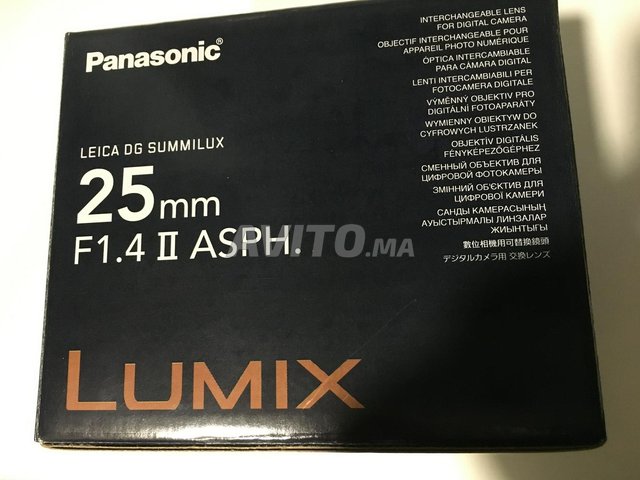 Panasonic®
LEICA DG SUMMILUX
25mm
F1.4 II ASPH.
LUMIX
INTERCHANGEABLE LENS
FOR DIGITAL CAMERA
OBJECTIF INTERCHANGEABLE POUR
APPAREIL PHOTO NUMÉRIQUE
ÓPTICA INTERCAMBIABLE
PARA CÁMARA DIGITAL
LENTI INTERCAMBIABILI PER
FOTOCAMERA DIGITALE
VÝMĚNNÝ OBJEKTIV PRO
DIGITÁLNÍ FOTOAPARÁTY
WYMIENNY OBIEKTYW DO
CYFROWYCH LUSTRZANEK
OBJEKTÍV DIGITÁLIS
FÉNYKÉPEZŐGÉPHEZ
СМЕННЫЙ ОБЪЕКТИВ ДЛЯ
ЦИФРОВОЙ ФОТОКАМЕРЫ
ЗМІННИЙ ОБ'ЄКТИВ ДЛЯ
ЦИФРОВОЇ КАМЕРИ
САНДЫ КАМЕРАСЫНЫҢ
АУЫСТЫРМАЛЫ ЛИНЗАЛАР
ЖИЫНТЫҒЫ
數位相機用可替換鏡頭
デジタルカメラ用 交換レンズ
AVITO.MA